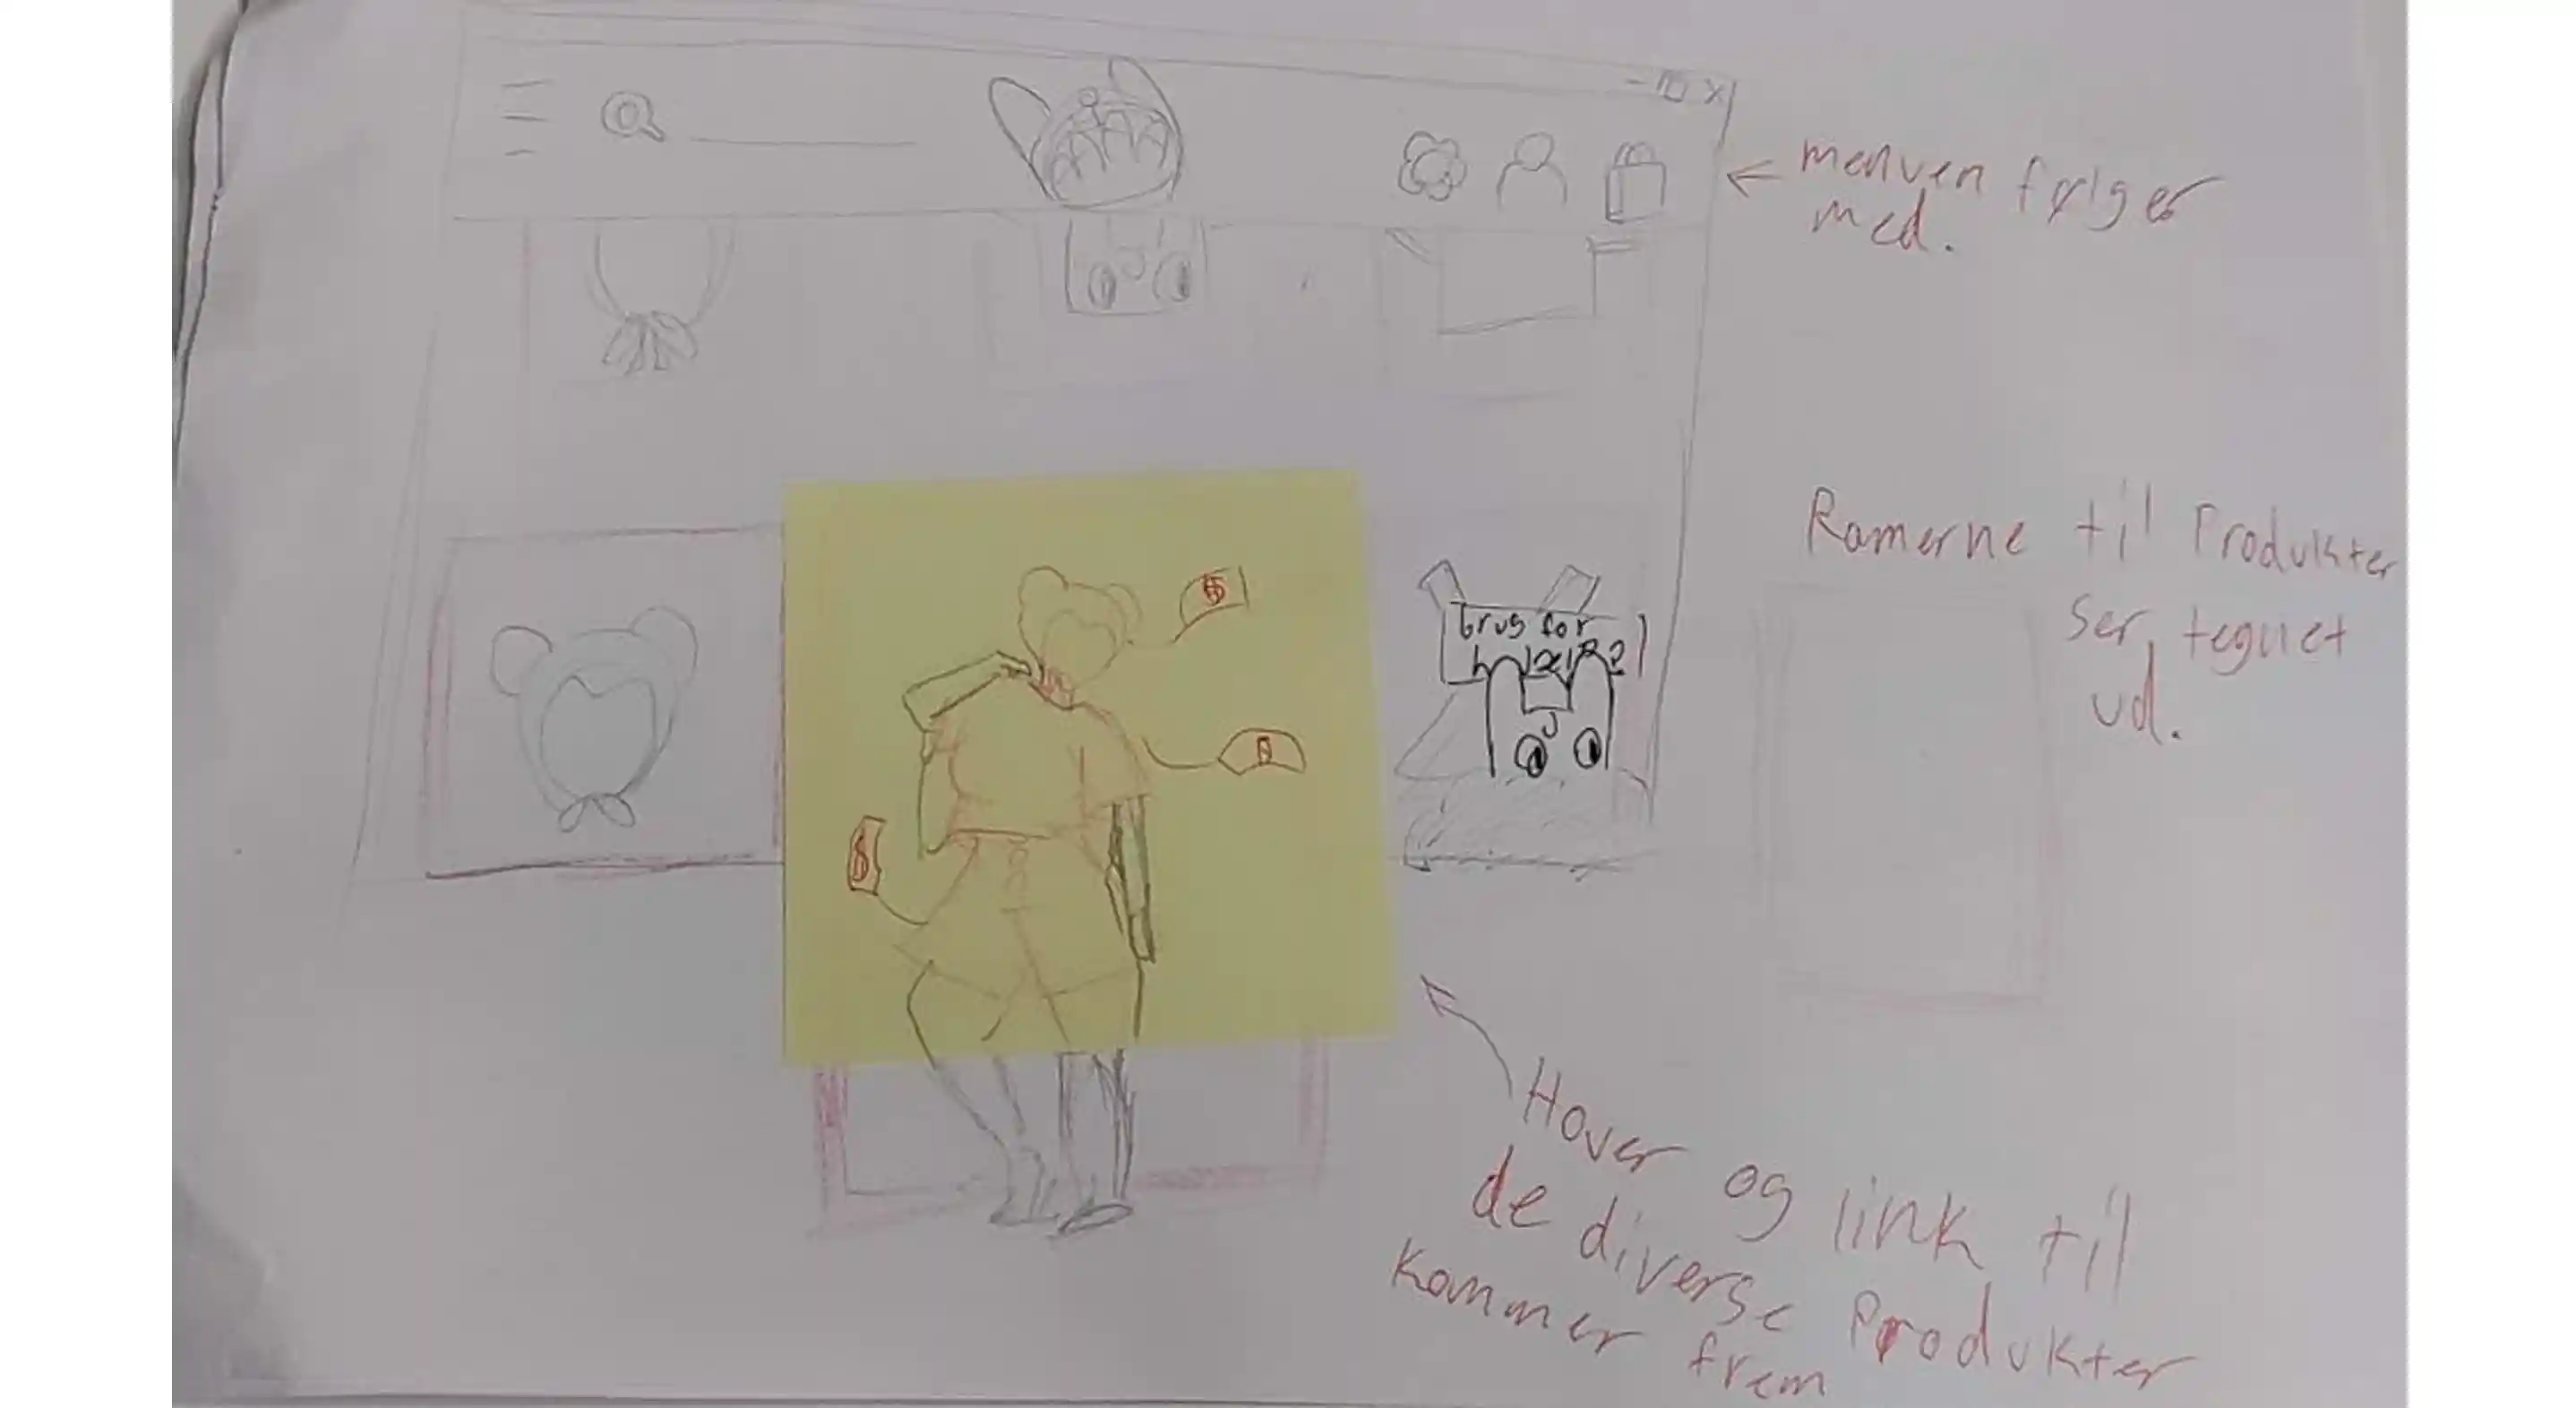 menuen følger
med.
Ramerne til Produkter
ser tegnet
ud.
brug for
hjælp?
$
$
Hover og link til
de diverse Produkter
kommer frem